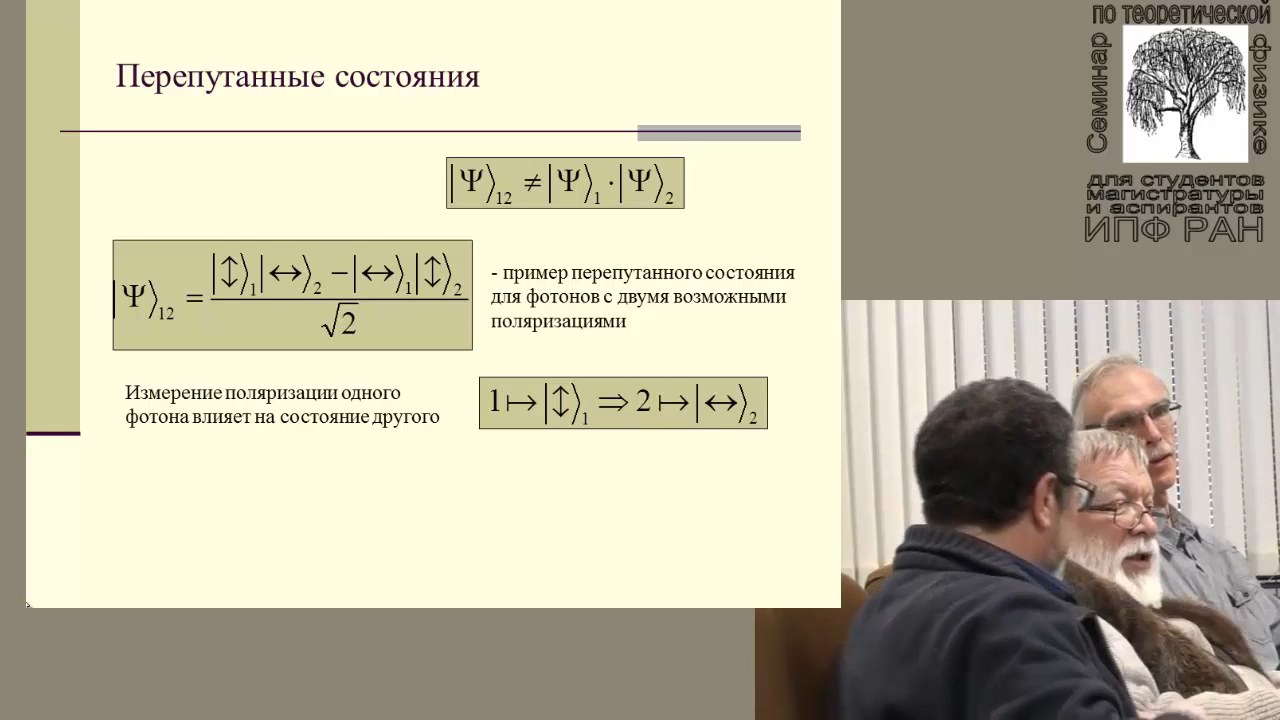 Перепутанные состояния
|Ψ⟩₁₂ ≠ |Ψ⟩₁ · |Ψ⟩₂
|Ψ⟩₁₂ = (|↕⟩₁|↔⟩₂ − |↔⟩₁|↕⟩₂) / √2
- пример перепутанного состояния
для фотонов с двумя возможными
поляризациями
Измерение поляризации одного
фотона влияет на состояние другого
1 ↦ |↕⟩₁ ⇒ 2 ↦ |↔⟩₂
Семинар
по теоретической
физике
для студентов
магистратуры
и аспирантов
ИПФ РАН